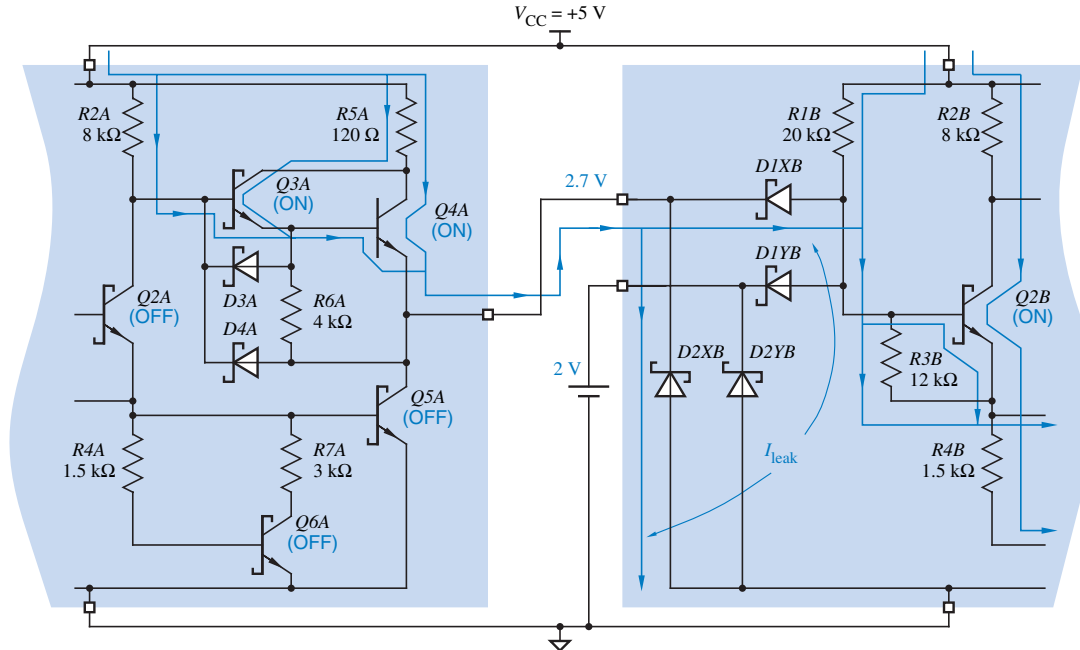 V_CC = +5 V
R2A
8 kΩ
R5A
120 Ω
Q3A
(ON)
Q4A
(ON)
D3A
R6A
4 kΩ
Q2A
(OFF)
D4A
Q5A
(OFF)
R4A
1.5 kΩ
R7A
3 kΩ
Q6A
(OFF)
2.7 V
2 V
R1B
20 kΩ
R2B
8 kΩ
D1XB
D1YB
Q2B
(ON)
D2XB
D2YB
R3B
12 kΩ
I_leak
R4B
1.5 kΩ